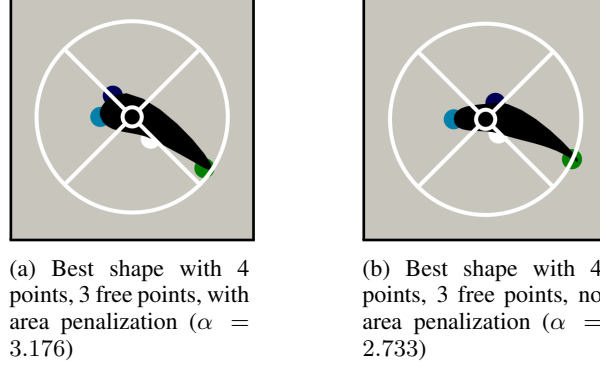 (a) Best shape with 4
points, 3 free points, with
area penalization (α =
3.176)
(b) Best shape with 4
points, 3 free points, no
area penalization (α =
2.733)